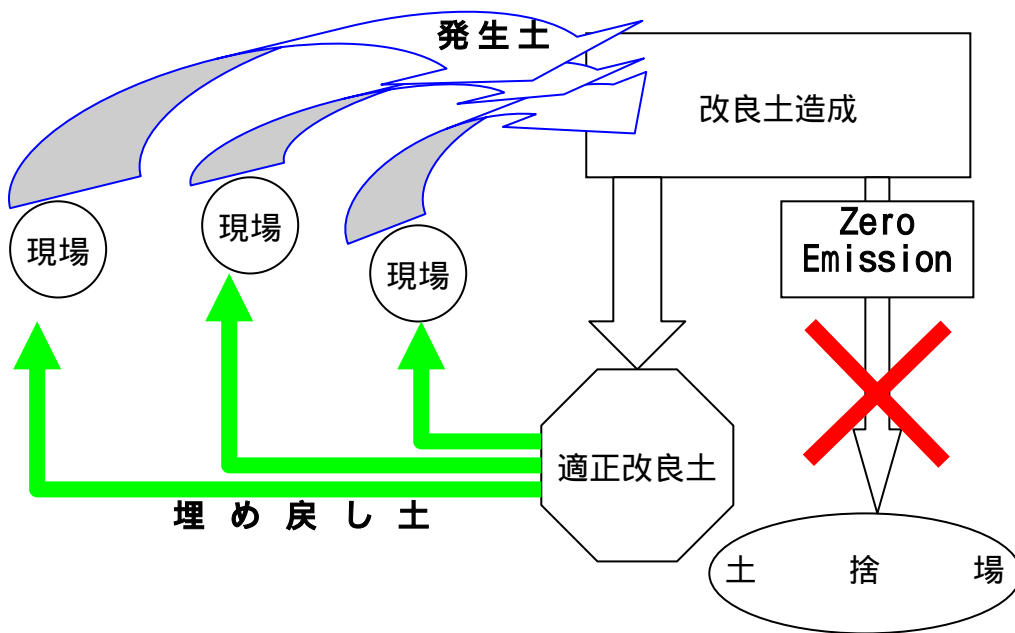 発生土
改良土造成
現場
現場
現場
Zero
Emission
適正改良土
埋め戻し土
土捨場